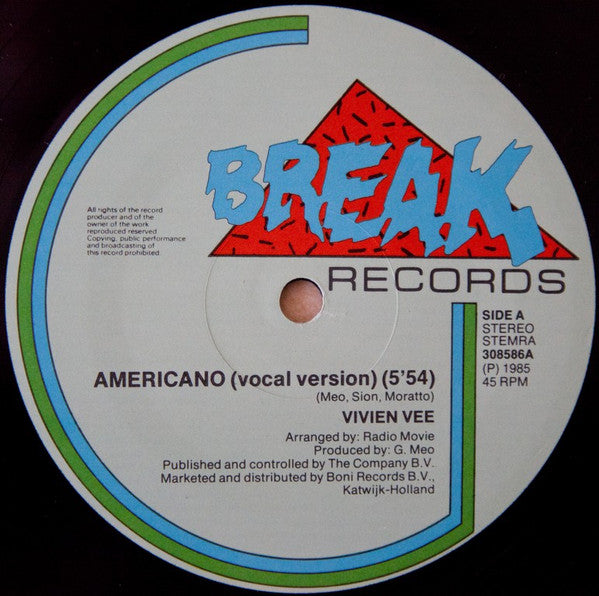 BREAK
RECORDS
All rights of the record
producer and of the
owner of the work
reproduced reserved
Copying, public performance
and broadcasting of
this record prohibited.
SIDE A
STEREO
STEMRA
308586A
(P) 1985
45 RPM
AMERICANO (vocal version) (5'54)
(Meo, Sion, Moratto)
VIVIEN VEE
Arranged by: Radio Movie
Produced by: G. Meo
Published and controlled by The Company B.V.
Marketed and distributed by Boni Records B.V.,
Katwijk-Holland